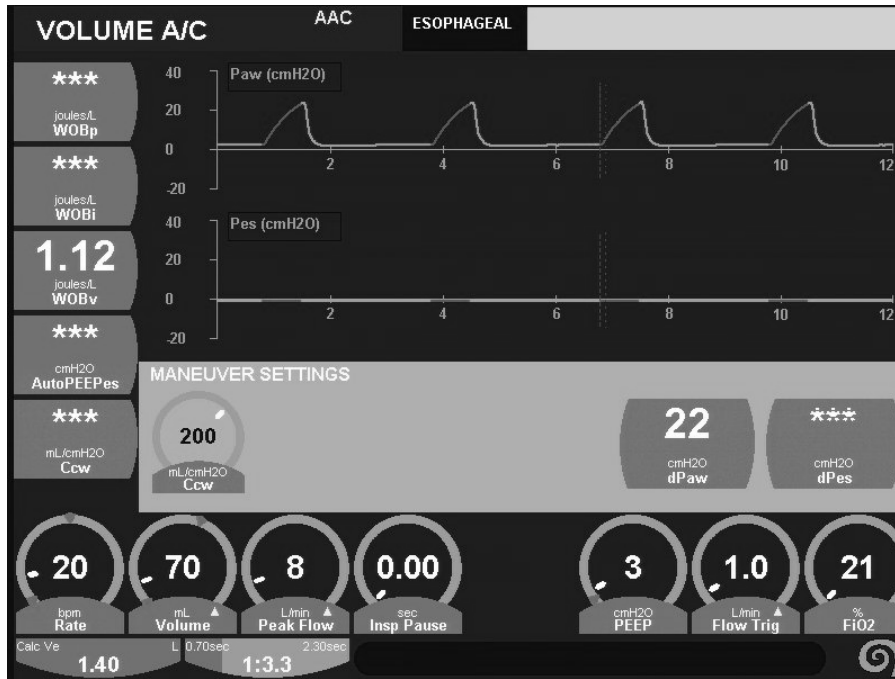 VOLUME A/C
AAC
ESOPHAGEAL
***
joules/L
WOBp
***
joules/L
WOBi
1.12
joules/L
WOBv
***
cmH2O
AutoPEEPes
***
mL/cmH2O
Ccw
Paw (cmH2O)
40
20
0
-20
2 4 6 8 10 12
Pes (cmH2O)
40
20
0
-20
2 4 6 8 10 12
MANEUVER SETTINGS
200
mL/cmH2O
Ccw
22
cmH2O
dPaw
***
cmH2O
dPes
20
bpm
Rate
70
mL
Volume
8
L/min
Peak Flow
0.00
sec
Insp Pause
3
cmH2O
PEEP
1.0
L/min
Flow Trig
21
%
FiO2
Calc Ve L
1.40
0.70sec 2.30sec
1:3.3